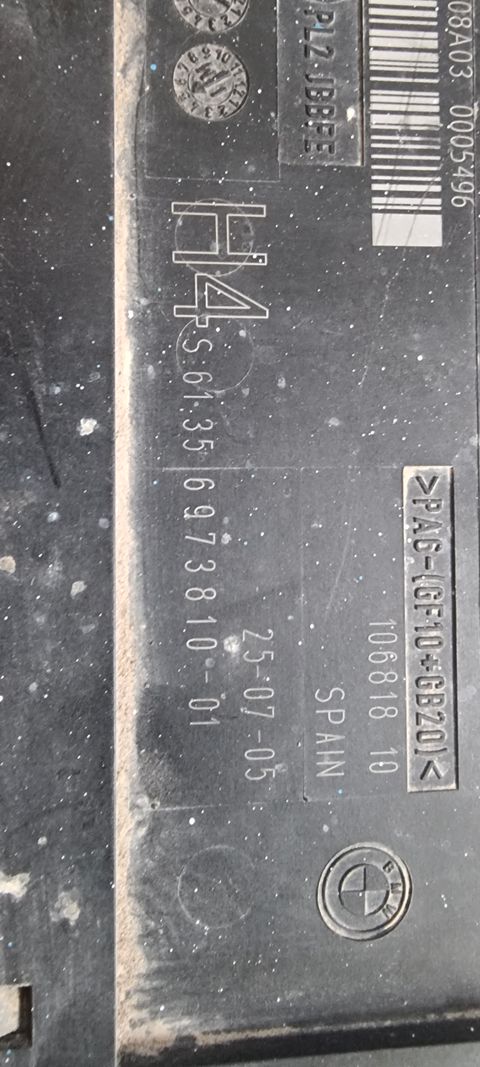 08A03 0005496
PL2 JBBFE
H4
S 61.35 6973810-01
25-07-05
SPAIN
106818 10
>PA6-(GF10+GB20)<
BMW